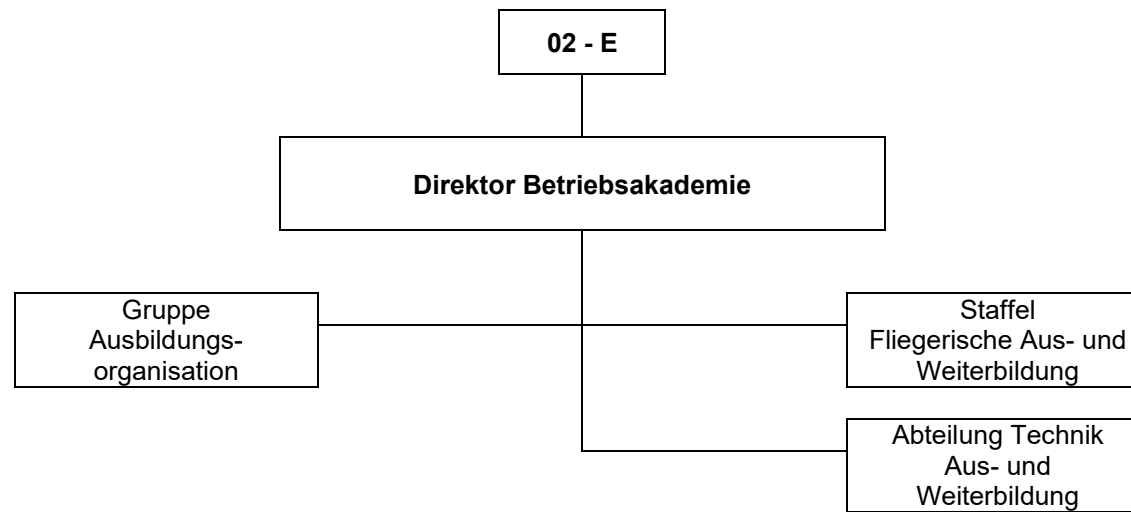 02 - E
Direktor Betriebsakademie
Gruppe
Ausbildungs-
organisation
Staffel
Fliegerische Aus- und
Weiterbildung
Abteilung Technik
Aus- und
Weiterbildung